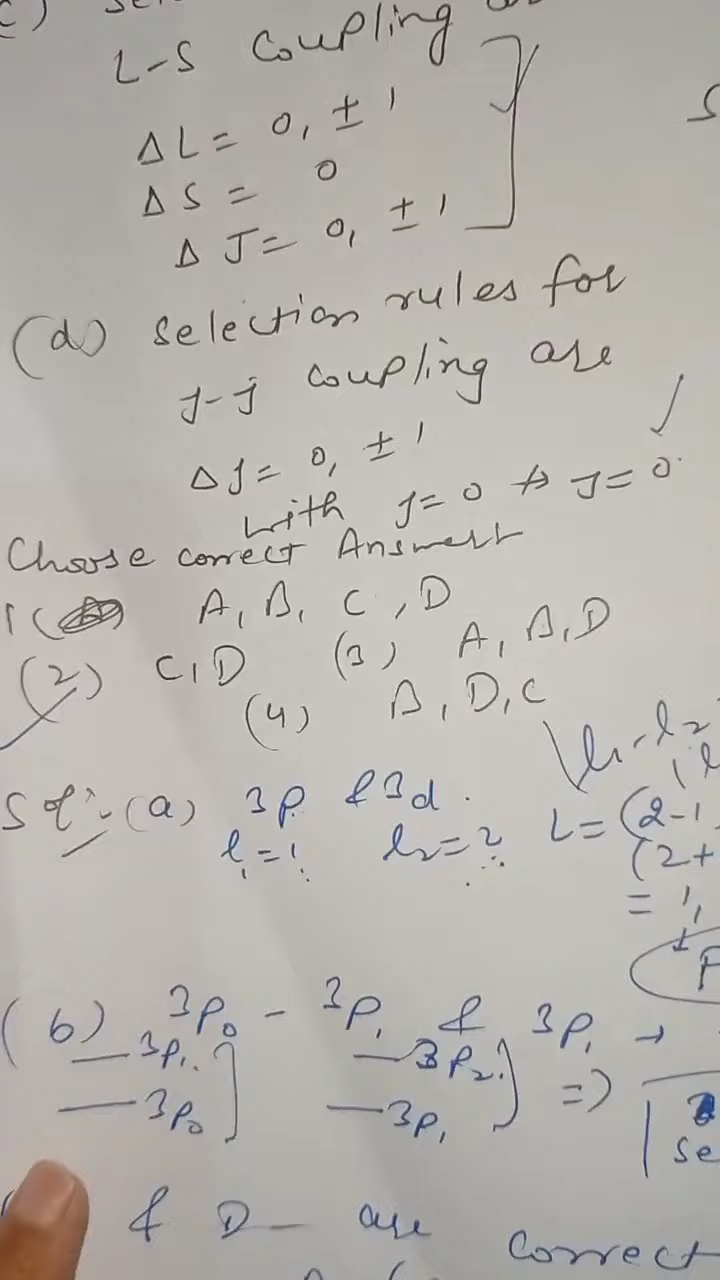 L-S Coupling
ΔL = 0, ±1
ΔS = 0
ΔJ = 0, ±1
(d) selection rules for
J-J coupling are
ΔJ = 0, ±1
with J=0 ↛ J=0
Choose correct Answer
A, B, C, D
(2) C, D (3) A, B, D
(4) B, D, C
Sol:- (a) 3p & 3d.
l₁=1 l₂=2 L = (2-1
(2+
= 1,
(b) ³P₀ - ³P₁ & ³P₁ →
³P₁ ³P₂ =>
³P₀ ³P₁
se
& D are correct